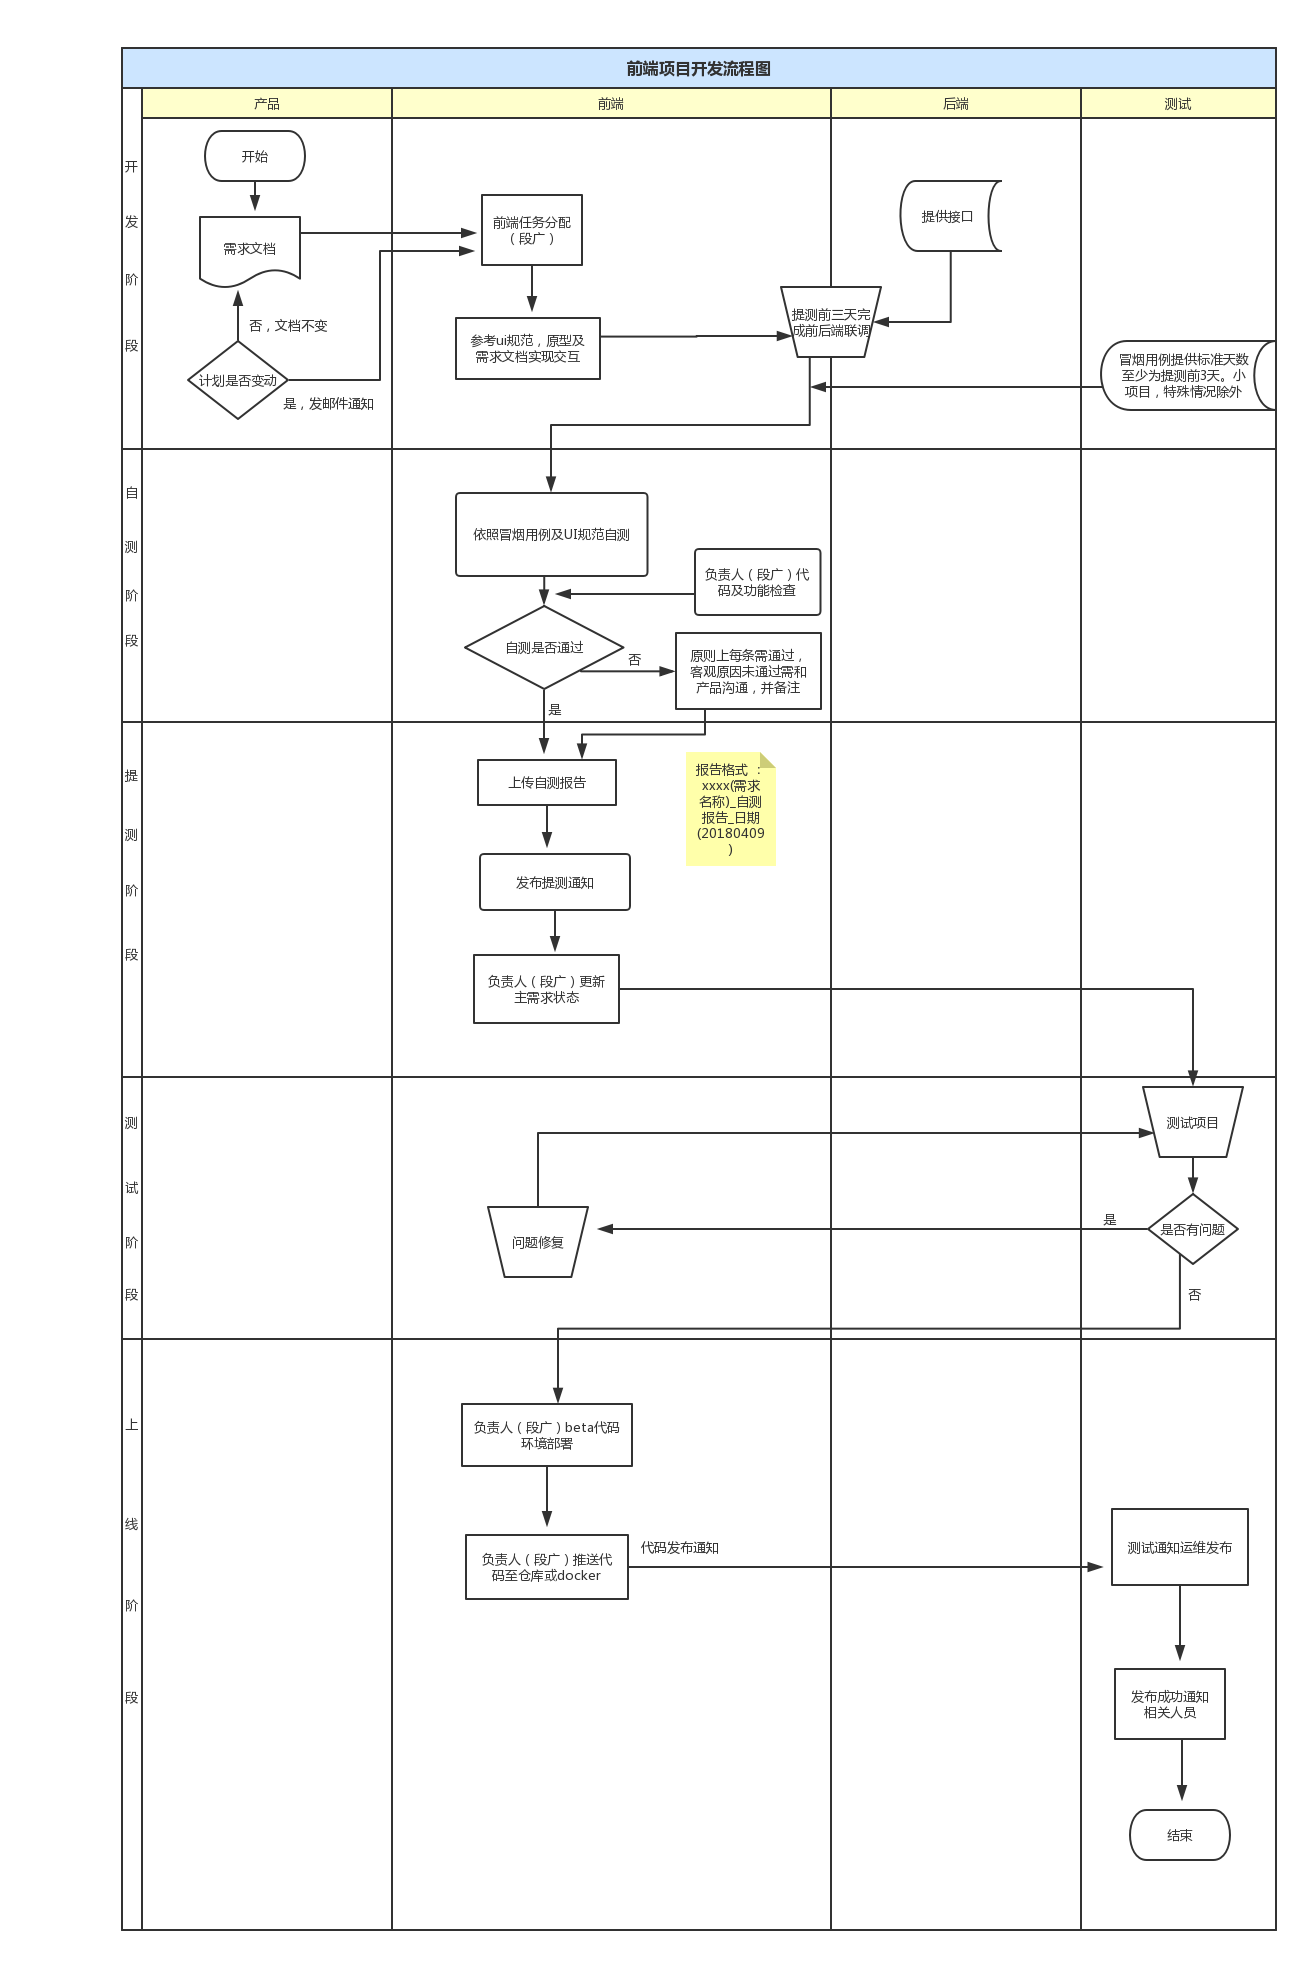 前端项目开发流程图
产品
前端
后端
测试
开
发
阶
段
开始
需求文档
否，文档不变
计划是否变动
是，发邮件通知
前端任务分配
（段广）
参考ui规范，原型及
需求文档实现交互
提供接口
提测前三天完
成前后端联调
冒烟用例提供标准天数
至少为提测前3天。小
项目，特殊情况除外
自
测
阶
段
依照冒烟用例及UI规范自测
负责人（段广）代
码及功能检查
自测是否通过
否
原则上每条需通过，
客观原因未通过需和
产品沟通，并备注
是
提
测
阶
段
上传自测报告
报告格式 ：
xxxx(需求
名称)_自测
报告_日期
(20180409
)
发布提测通知
负责人（段广）更新
主需求状态
测
试
阶
段
测试项目
是
是否有问题
问题修复
否
上
线
阶
段
负责人（段广）beta代码
环境部署
负责人（段广）推送代
码至仓库或docker
代码发布通知
测试通知运维发布
发布成功通知
相关人员
结束